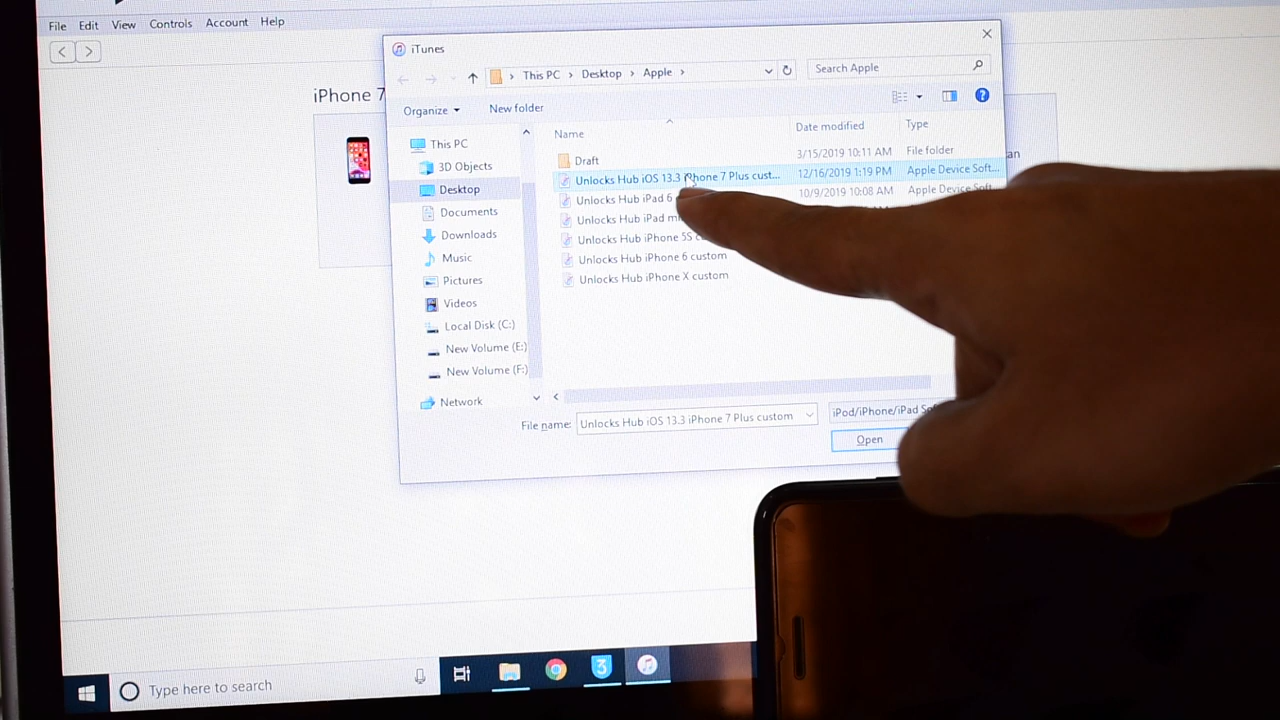 File Edit View Controls Account Help
iTunes
This PC Desktop Apple
Search Apple
iPhone 7
Organize New folder
Name Date modified Type
This PC
3D Objects
Desktop
Documents
Downloads
Music
Pictures
Videos
Local Disk (C:)
New Volume (E:)
New Volume (F:)
Network
Draft 3/15/2019 10:11 AM File folder
Unlocks Hub iOS 13.3 iPhone 7 Plus cust... 12/16/2019 1:19 PM Apple Device Soft...
Unlocks Hub iPad 6 10/9/2019 10:08 AM Apple Device Soft...
Unlocks Hub iPad
Unlocks Hub iPhone 5S
Unlocks Hub iPhone 6 custom
Unlocks Hub iPhone X custom
File name: Unlocks Hub iOS 13.3 iPhone 7 Plus custom
iPod/iPhone/iPad
Open
Type here to search
3